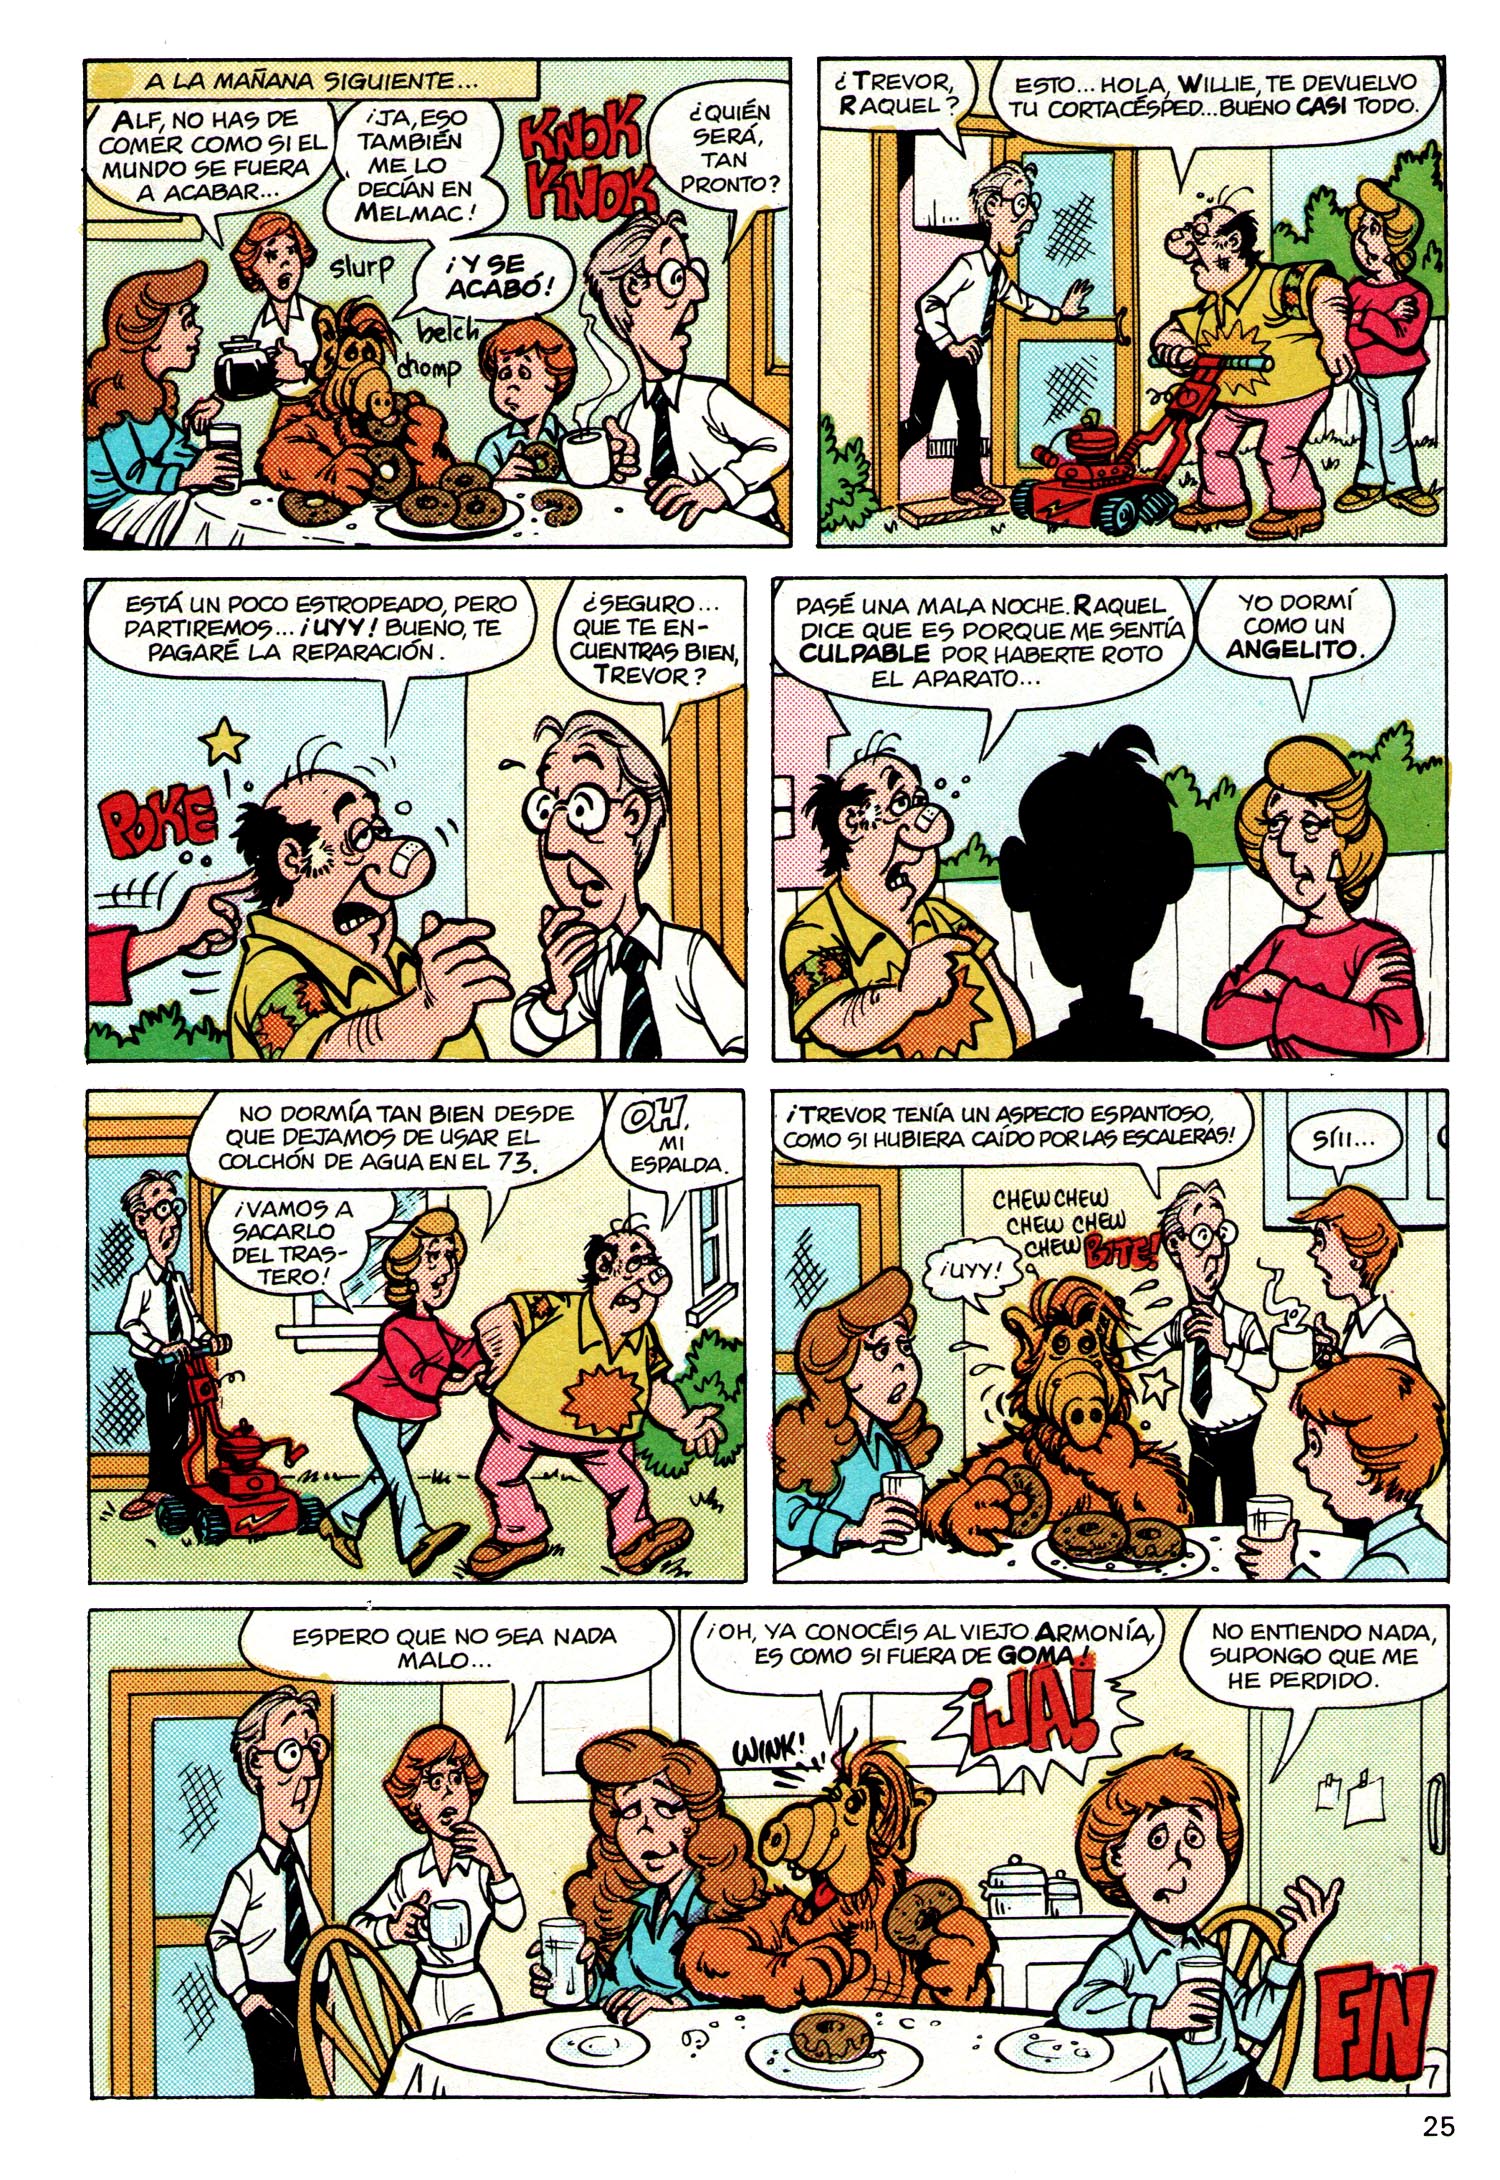 A LA MAÑANA SIGUIENTE...
ALF, NO HAS DE
COMER COMO SI EL
MUNDO SE FUERA
A ACABAR...
¡JA, ESO
TAMBIÉN
ME LO
DECÍAN EN
MELMAC!
slurp
¡Y SE
ACABÓ!
belch
chomp
KNOK
KNOK
¿QUIÉN
SERÁ,
TAN
PRONTO?
¿TREVOR,
RAQUEL?
ESTO... HOLA, WILLIE, TE DEVUELVO
TU CORTACÉSPED... BUENO CASI TODO.
ESTÁ UN POCO ESTROPEADO, PERO
PARTIREMOS... ¡UYY! BUENO, TE
PAGARÉ LA REPARACIÓN.
POKE
¿SEGURO...
QUE TE EN-
CUENTRAS BIEN,
TREVOR?
PASÉ UNA MALA NOCHE. RAQUEL
DICE QUE ES PORQUE ME SENTÍA
CULPABLE POR HABERTE ROTO
EL APARATO...
YO DORMÍ
COMO UN
ANGELITO.
NO DORMÍA TAN BIEN DESDE
QUE DEJAMOS DE USAR EL
COLCHÓN DE AGUA EN EL 73.
¡VAMOS A
SACARLO
DEL TRAS-
TERO!
OH,
MI
ESPALDA.
¡TREVOR TENÍA UN ASPECTO ESPANTOSO,
COMO SI HUBIERA CAÍDO POR LAS ESCALERAS!
SÍII...
CHEW CHEW
CHEW CHEW
CHEW BITE!
¡UYY!
ESPERO QUE NO SEA NADA
MALO...
¡OH, YA CONOCÉIS AL VIEJO ARMONÍA,
ES COMO SI FUERA DE GOMA!
¡JA!
WINK!
NO ENTIENDO NADA,
SUPONGO QUE ME
HE PERDIDO.
FIN
7
25